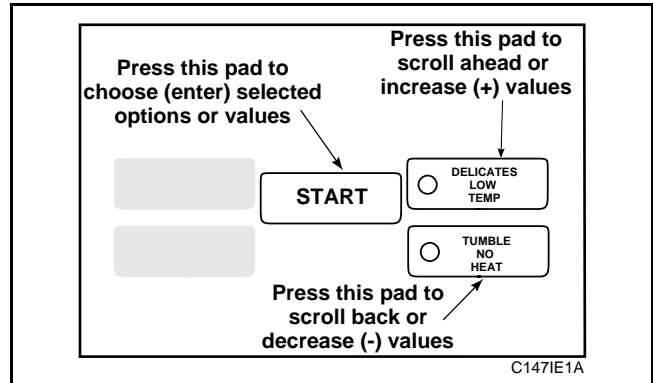 Press this pad to
scroll ahead or
increase (+) values
Press this pad to
choose (enter) selected
options or values
START
DELICATES
LOW
TEMP
TUMBLE
NO
HEAT
Press this pad to
scroll back or
decrease (-) values
C147IE1A